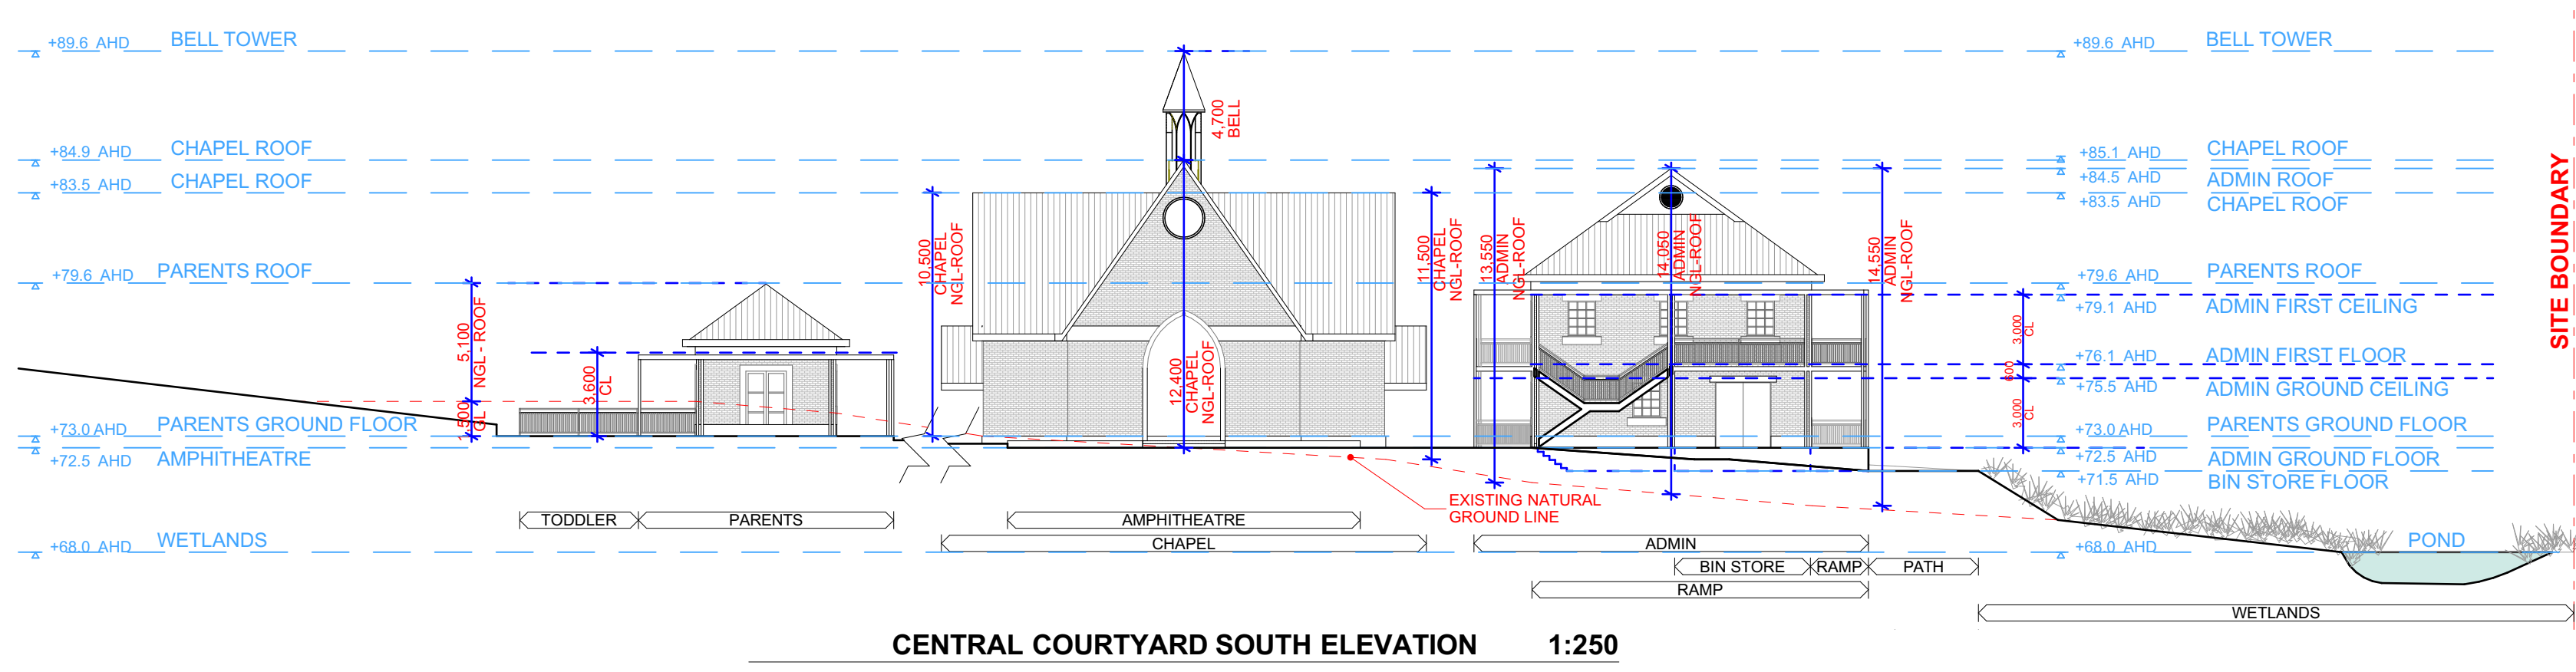 +89.6 AHD BELL TOWER
+84.9 AHD CHAPEL ROOF
+83.5 AHD CHAPEL ROOF
+79.6 AHD PARENTS ROOF
+73.0 AHD PARENTS GROUND FLOOR
+72.5 AHD AMPHITHEATRE
+68.0 AHD WETLANDS
5,100
NGL - ROOF
1,500
GL
3,600
CL
4,700
BELL
10,500
CHAPEL
NGL-ROOF
12,400
CHAPEL
NGL-ROOF
11,500
CHAPEL
NGL-ROOF
13,550
ADMIN
NGL-ROOF
14,050
ADMIN
NGL-ROOF
14,550
ADMIN
NGL-ROOF
3,000
CL
600
3,000
CL
+89.6 AHD BELL TOWER
+85.1 AHD CHAPEL ROOF
+84.5 AHD ADMIN ROOF
+83.5 AHD CHAPEL ROOF
+79.6 AHD PARENTS ROOF
+79.1 AHD ADMIN FIRST CEILING
+76.1 AHD ADMIN FIRST FLOOR
+75.5 AHD ADMIN GROUND CEILING
+73.0 AHD PARENTS GROUND FLOOR
+72.5 AHD ADMIN GROUND FLOOR
+71.5 AHD BIN STORE FLOOR
+68.0 AHD POND
SITE BOUNDARY
EXISTING NATURAL
GROUND LINE
TODDLER PARENTS AMPHITHEATRE
CHAPEL ADMIN
BIN STORE RAMP PATH
RAMP
WETLANDS
CENTRAL COURTYARD SOUTH ELEVATION 1:250